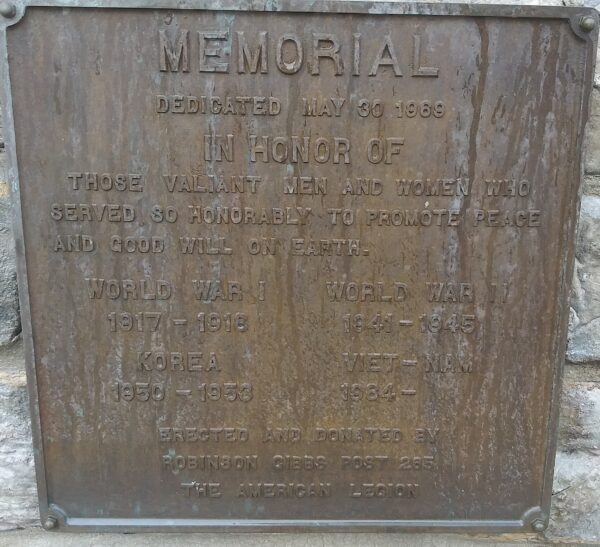 MEMORIAL
DEDICATED MAY 30 1969
IN HONOR OF
THOSE VALIANT MEN AND WOMEN WHO
SERVED SO HONORABLY TO PROMOTE PEACE
AND GOOD WILL ON EARTH.
WORLD WAR I WORLD WAR II
1917 - 1918 1941 - 1945
KOREA VIET-NAM
1950 - 1953 1964 -
ERECTED AND DONATED BY
ROBINSON GIBBS POST 265
THE AMERICAN LEGION